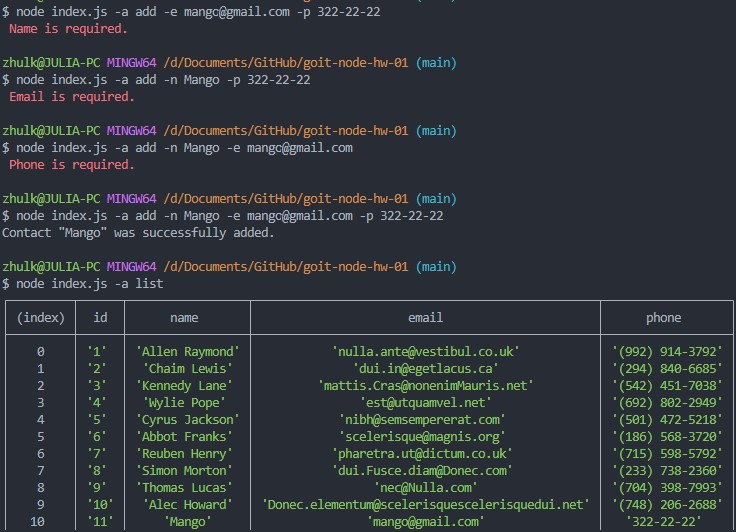 $ node index.js -a add -e mango@gmail.com -p 322-22-22
Name is required.
zhulk@JULIA-PC MINGW64 /d/Documents/GitHub/goit-node-hw-01 (main)
$ node index.js -a add -n Mango -p 322-22-22
Email is required.
zhulk@JULIA-PC MINGW64 /d/Documents/GitHub/goit-node-hw-01 (main)
$ node index.js -a add -n Mango -e mango@gmail.com
Phone is required.
zhulk@JULIA-PC MINGW64 /d/Documents/GitHub/goit-node-hw-01 (main)
$ node index.js -a add -n Mango -e mango@gmail.com -p 322-22-22
Contact "Mango" was successfully added.
zhulk@JULIA-PC MINGW64 /d/Documents/GitHub/goit-node-hw-01 (main)
$ node index.js -a list
(index) id name email phone
0 '1' 'Allen Raymond' 'nulla.ante@vestibul.co.uk' '(992) 914-3792'
1 '2' 'Chaim Lewis' 'dui.in@egetlacus.ca' '(294) 840-6685'
2 '3' 'Kennedy Lane' 'mattis.Cras@nonenimMauris.net' '(542) 451-7038'
3 '4' 'Wylie Pope' 'est@utquamvel.net' '(692) 802-2949'
4 '5' 'Cyrus Jackson' 'nibh@semsempererat.com' '(501) 472-5218'
5 '6' 'Abbot Franks' 'scelerisque@magnis.org' '(186) 568-3720'
6 '7' 'Reuben Henry' 'pharetra.ut@dictum.co.uk' '(715) 598-5792'
7 '8' 'Simon Morton' 'dui.Fusce.diam@Donec.com' '(233) 738-2360'
8 '9' 'Thomas Lucas' 'nec@Nulla.com' '(704) 398-7993'
9 '10' 'Alec Howard' 'Donec.elementum@scelerisquescelerisquedui.net' '(748) 206-2688'
10 '11' 'Mango' 'mango@gmail.com' '322-22-22'